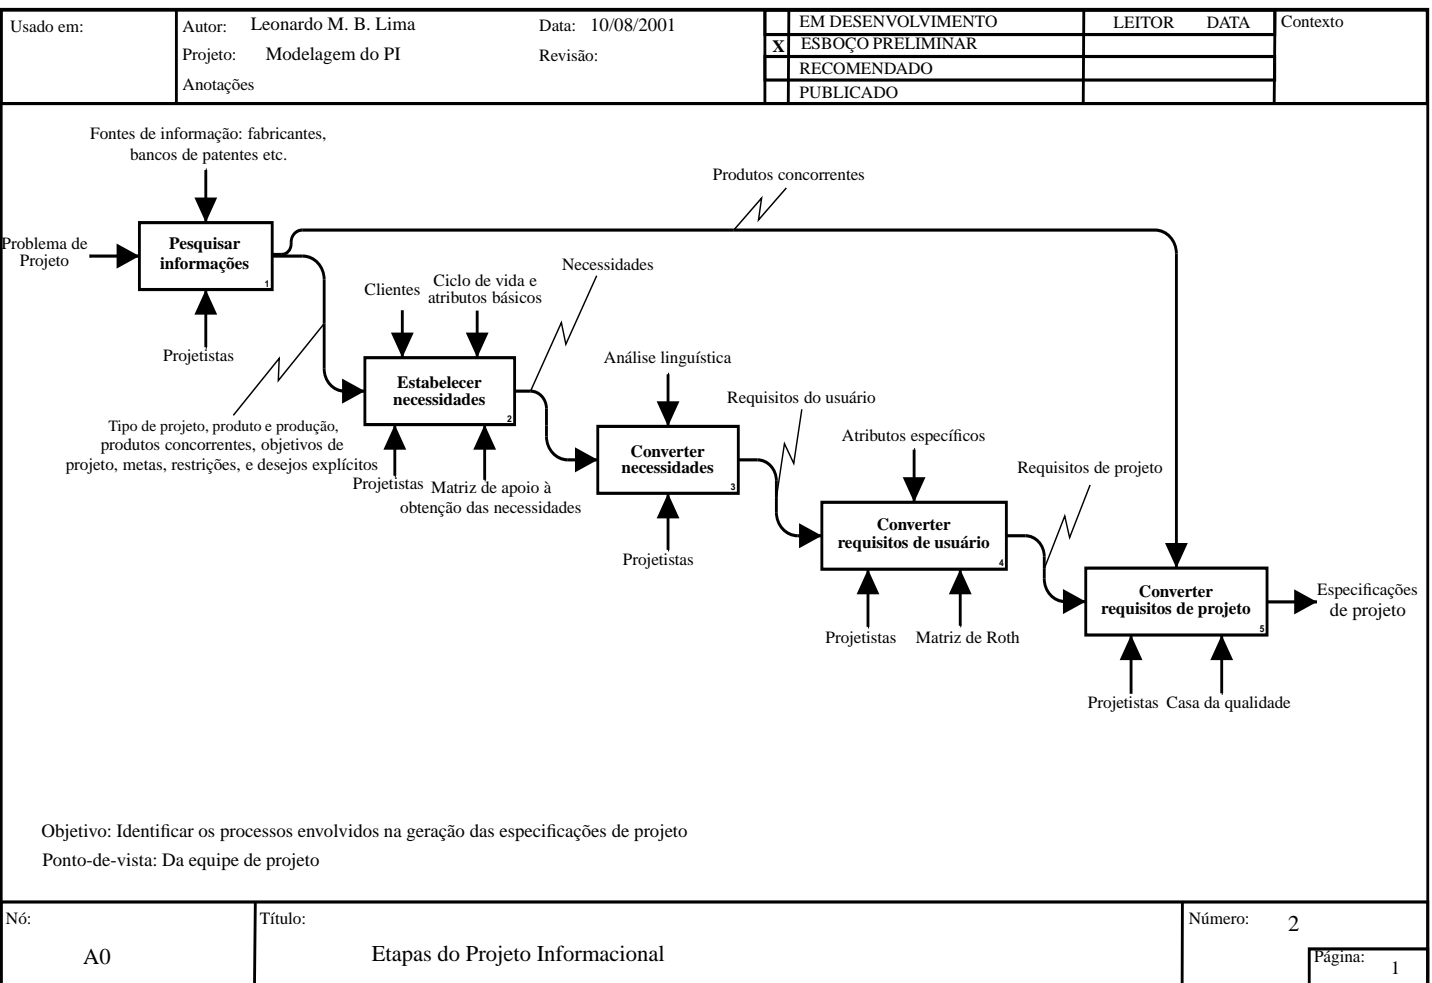 Usado em:
Autor: Leonardo M. B. Lima
Data: 10/08/2001
Projeto: Modelagem do PI
Revisão:
Anotações
EM DESENVOLVIMENTO
X ESBOÇO PRELIMINAR
RECOMENDADO
PUBLICADO
LEITOR DATA
Contexto
Fontes de informação: fabricantes,
bancos de patentes etc.
Produtos concorrentes
Problema de
Projeto
Pesquisar
informações
1
Projetistas
Necessidades
Clientes
Ciclo de vida e
atributos básicos
Estabelecer
necessidades
2
Tipo de projeto, produto e produção,
produtos concorrentes, objetivos de
projeto, metas, restrições, e desejos explícitos
Projetistas
Matriz de apoio à
obtenção das necessidades
Análise linguística
Converter
necessidades
3
Projetistas
Requisitos do usuário
Atributos específicos
Converter
requisitos de usuário
4
Projetistas
Matriz de Roth
Requisitos de projeto
Converter
requisitos de projeto
5
Especificações
de projeto
Projetistas
Casa da qualidade
Objetivo: Identificar os processos envolvidos na geração das especificações de projeto
Ponto-de-vista: Da equipe de projeto
Nó:
A0
Título:
Etapas do Projeto Informacional
Número: 2
Página: 1